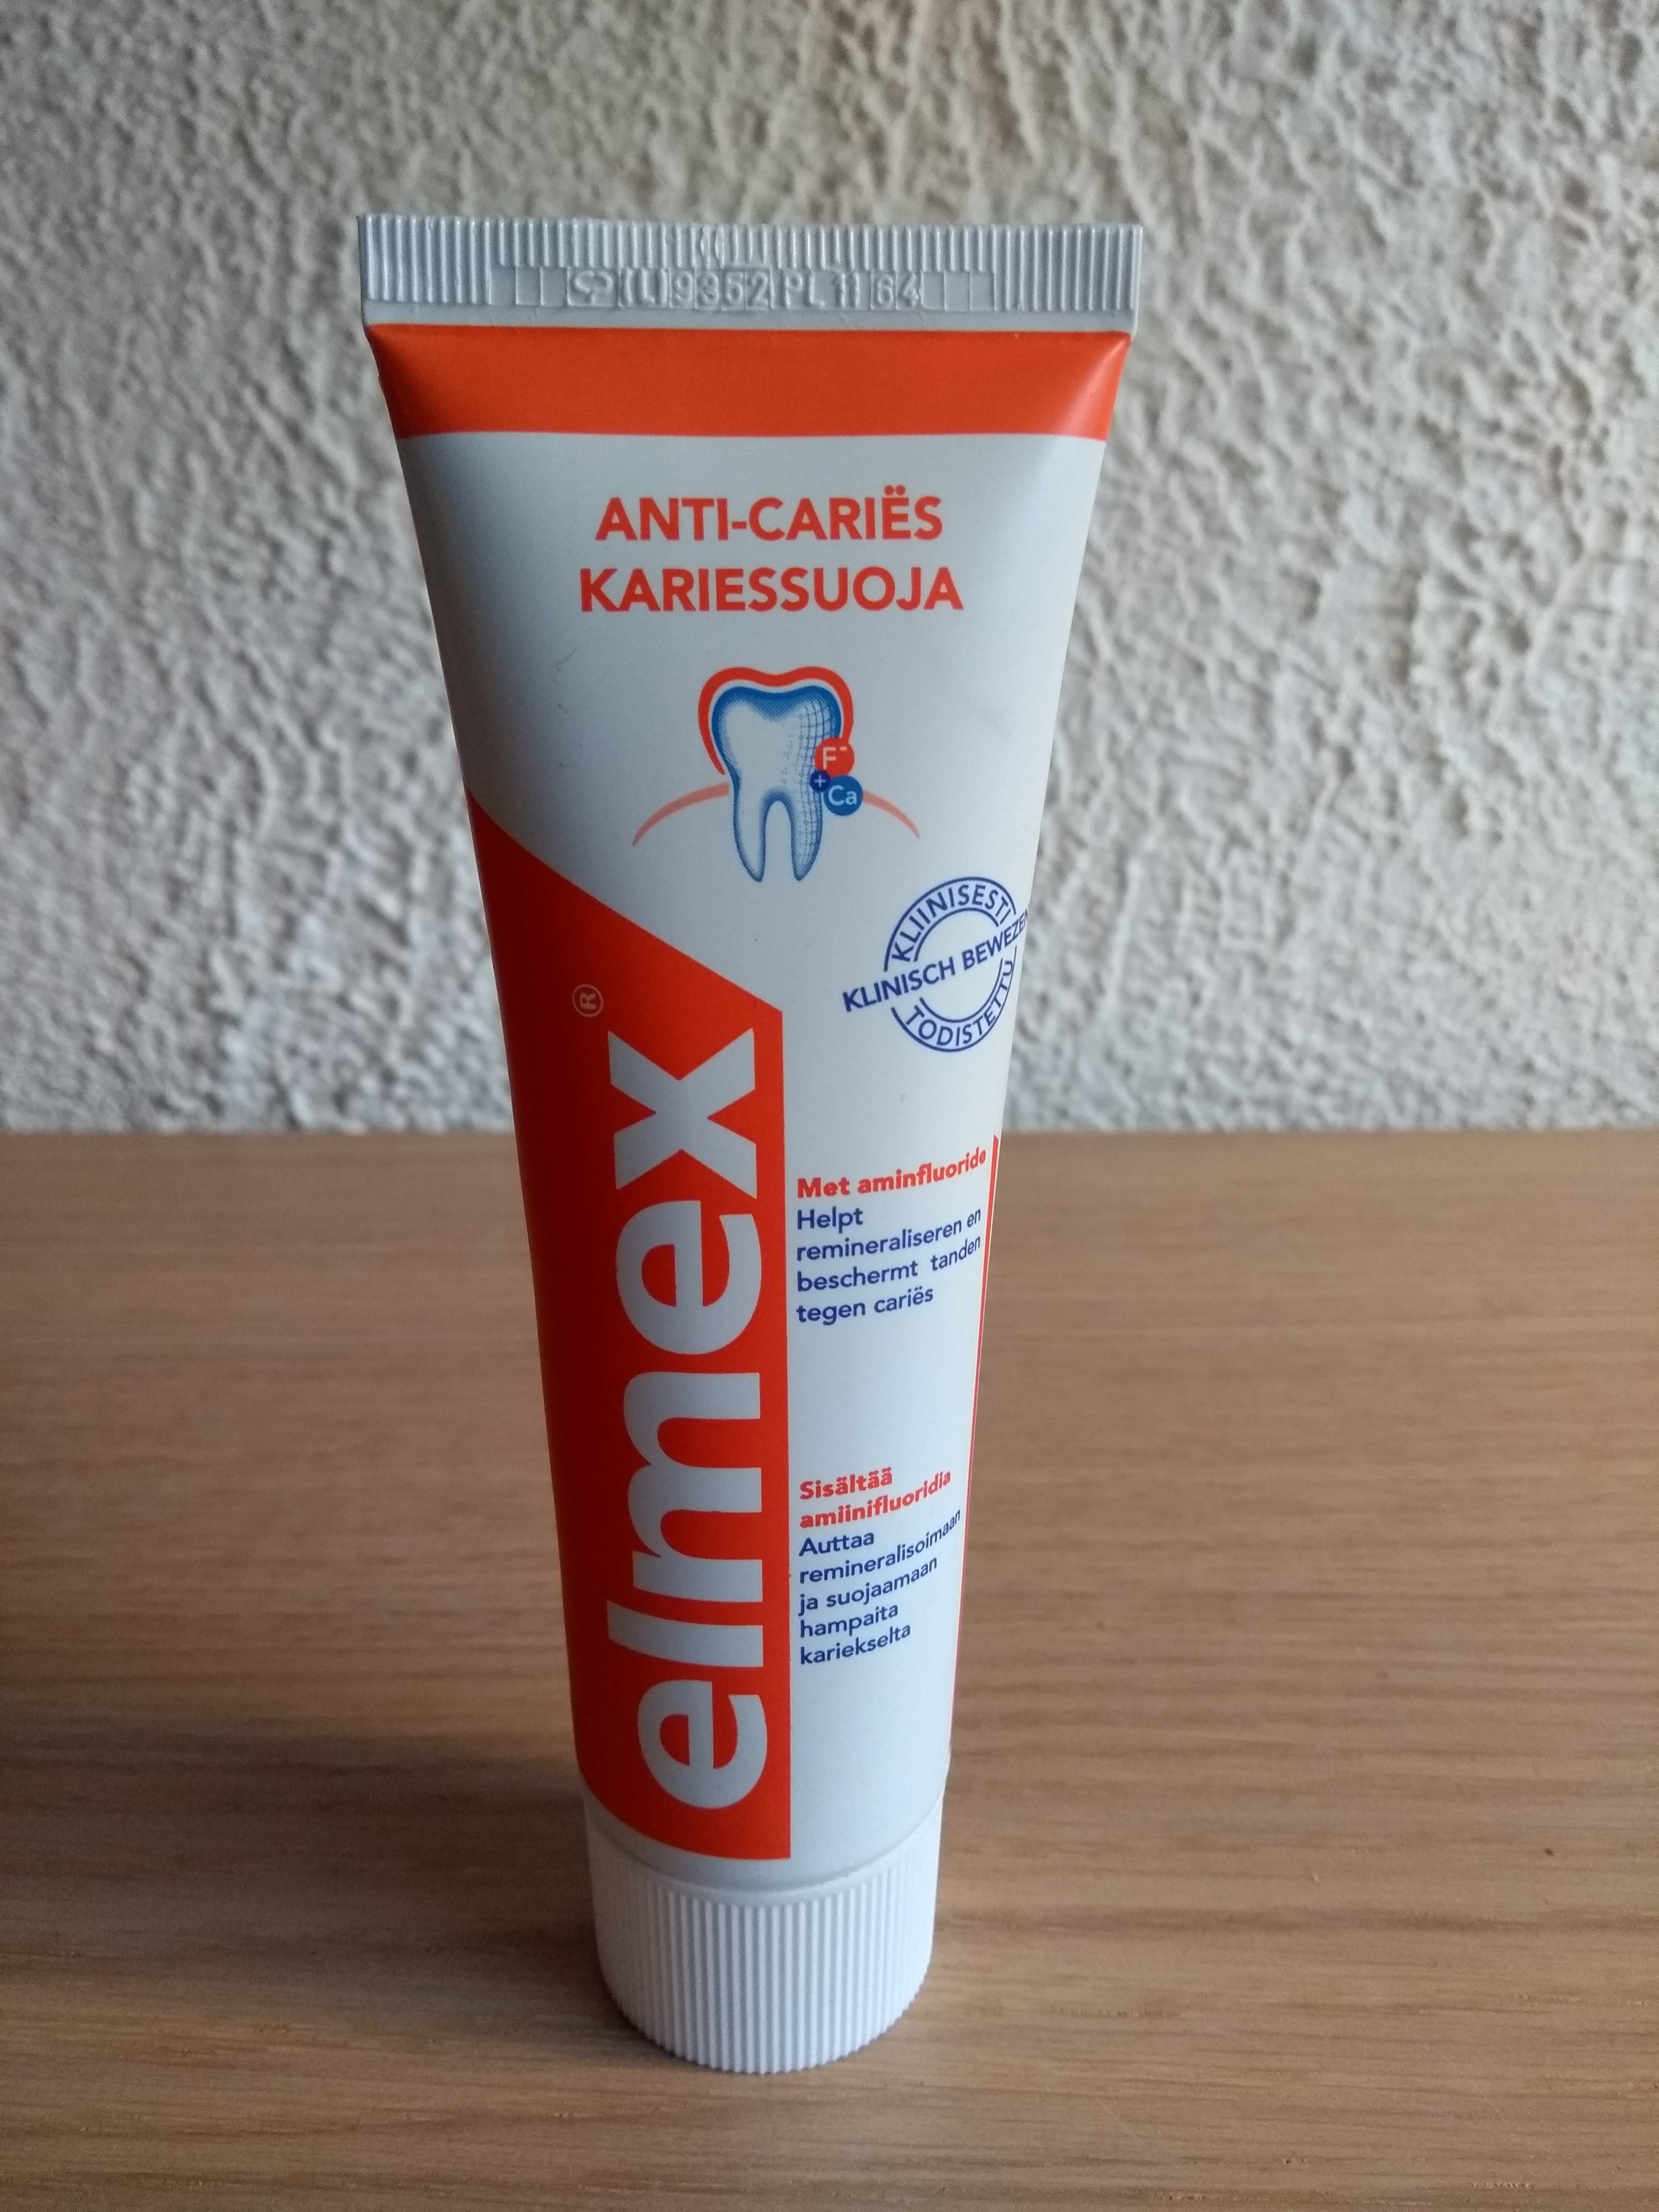 (L)9352 PL 1164
ANTI-CARIËS
KARIESSUOJA
F-
+
Ca
KLIINISESTI
KLINISCH BEWEZEN
TODISTETTU
elmex®
Met aminfluoride
Helpt
remineraliseren en
beschermt tanden
tegen cariës
Sisältää
amiinifluoridia
Auttaa
remineralisoimaan
ja suojaamaan
hampaita
kariekselta